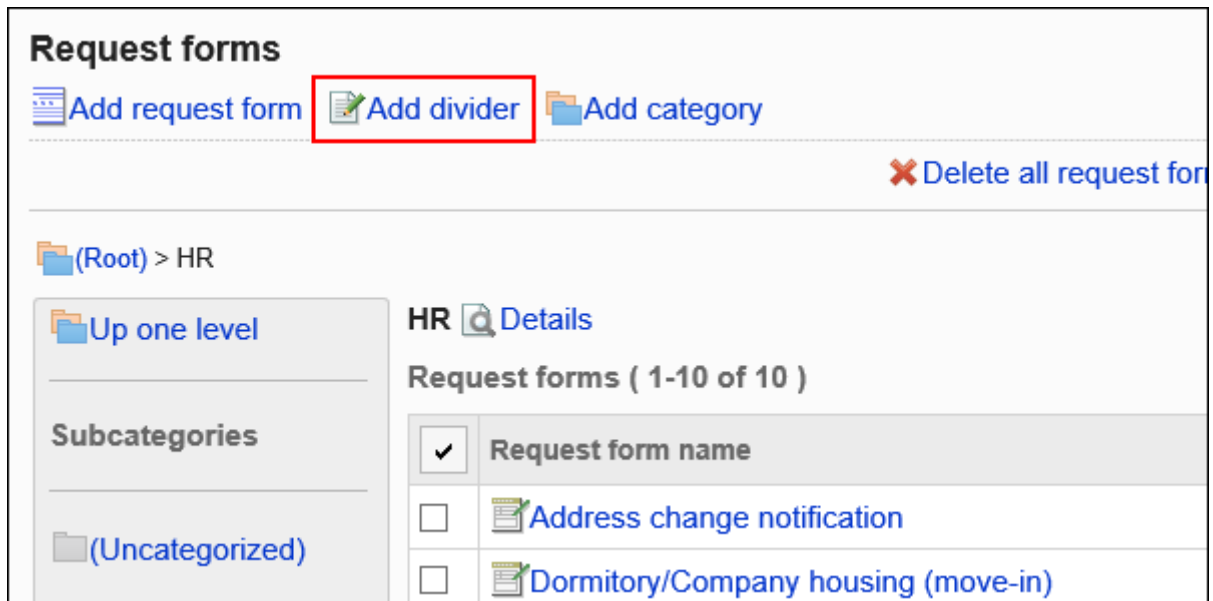 Request forms
Add request form Add divider Add category
Delete all request for
(Root) > HR
Up one level
Subcategories
(Uncategorized)
HR Details
Request forms ( 1-10 of 10 )
Request form name
Address change notification
Dormitory/Company housing (move-in)